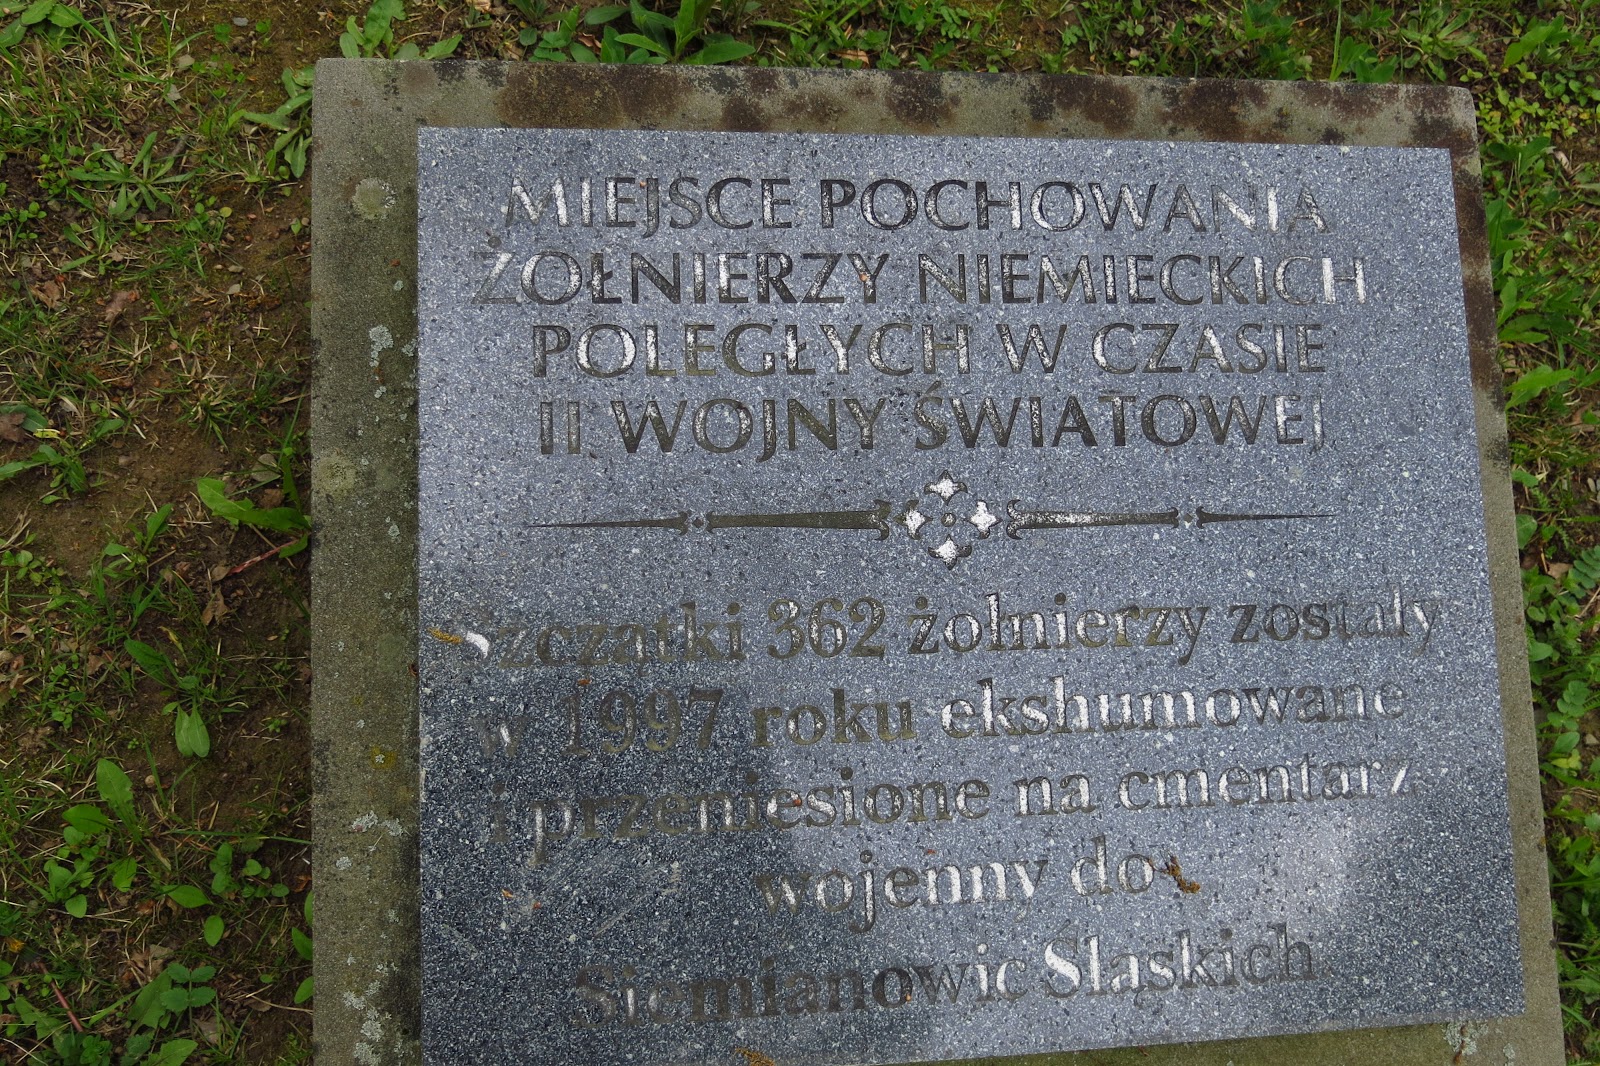 MIEJSCE POCHOWANIA
ŻOŁNIERZY NIEMIECKICH
POLEGŁYCH W CZASIE
II WOJNY ŚWIATOWEJ
Szczątki 362 żołnierzy zostały
w 1997 roku ekshumowane
i przeniesione na cmentarz
wojenny do
Siemianowic Śląskich